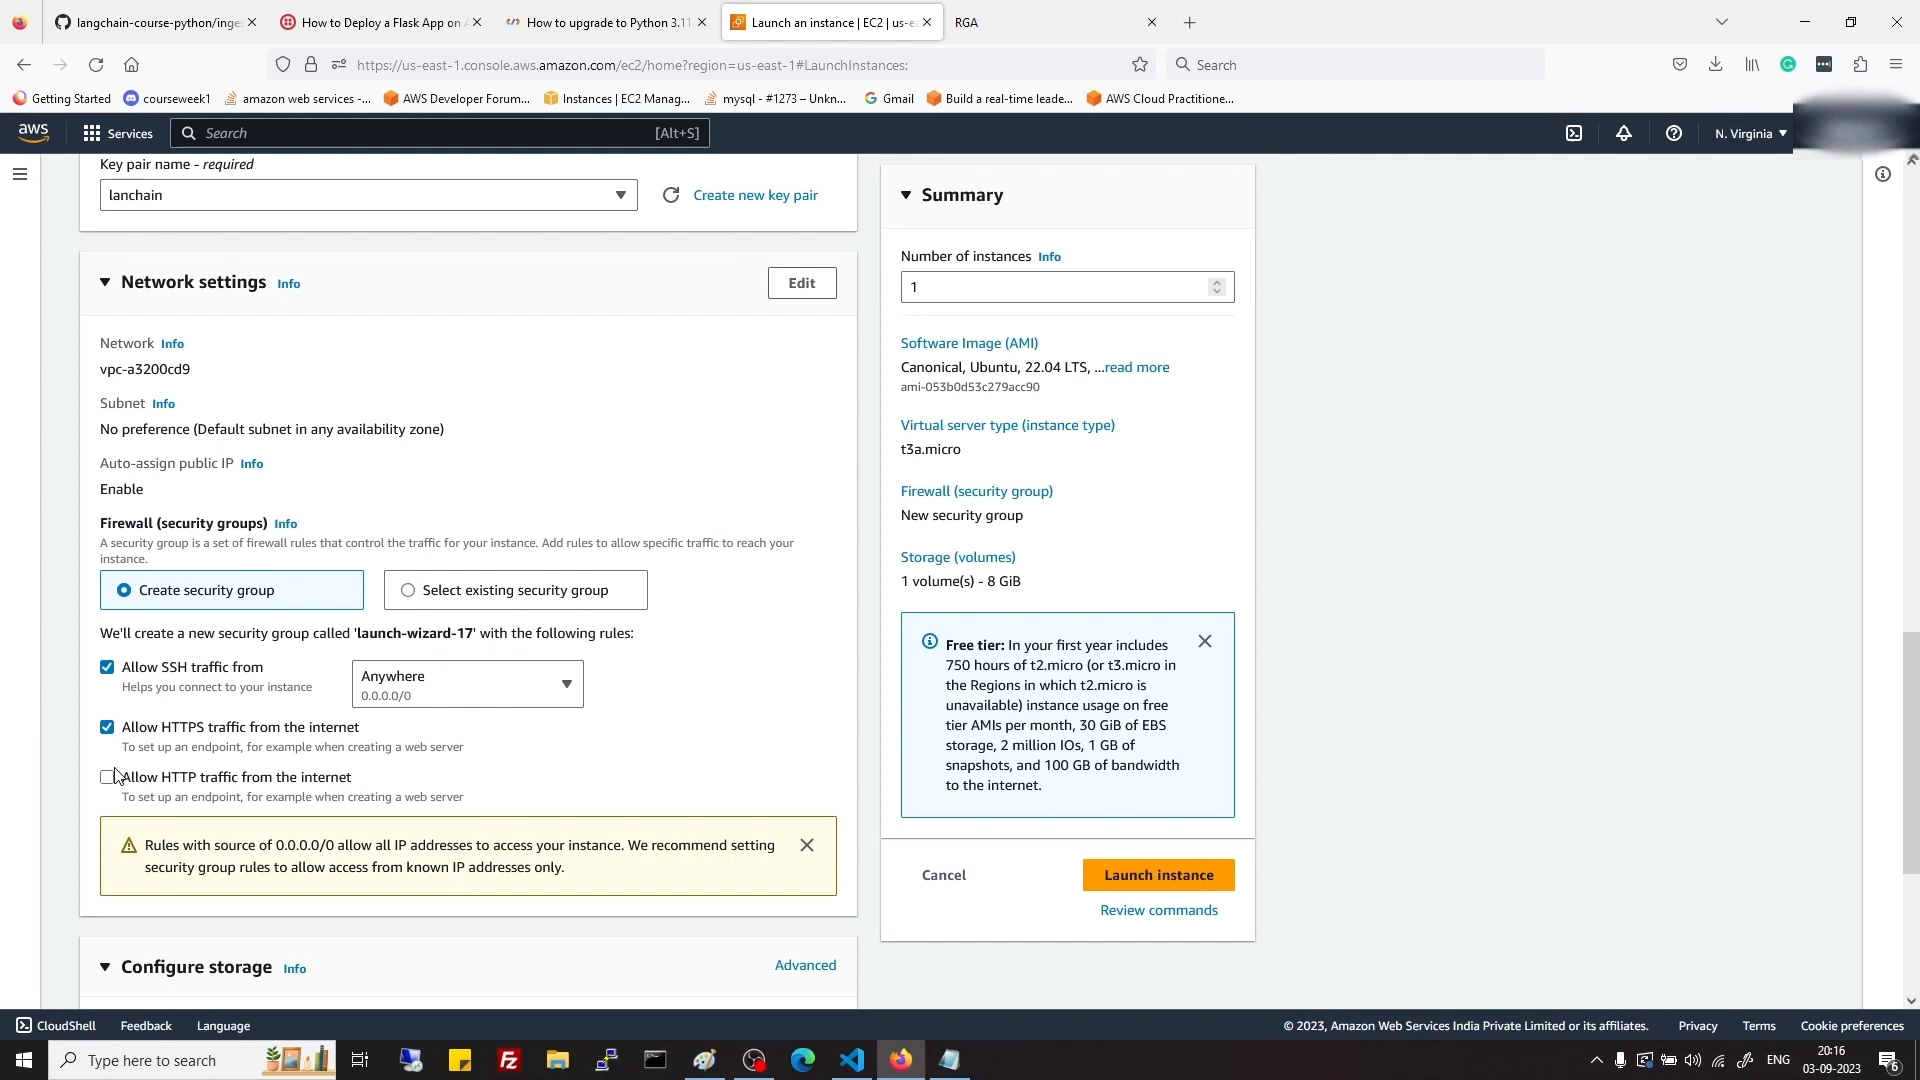 langchain-course-python/inges
How to Deploy a Flask App on A
How to upgrade to Python 3.11
Launch an instance | EC2 | us-ea
RGA
https://us-east-1.console.aws.amazon.com/ec2/home?region=us-east-1#LaunchInstances:
Search
Getting Started
courseweek1
amazon web services -...
AWS Developer Forum...
Instances | EC2 Manag...
mysql - #1273 – Unkn...
Gmail
Build a real-time leade...
AWS Cloud Practitione...
aws
Services
Search
[Alt+S]
N. Virginia
Key pair name - required
lanchain
Create new key pair
Network settings Info
Edit
Network Info
vpc-a3200cd9
Subnet Info
No preference (Default subnet in any availability zone)
Auto-assign public IP Info
Enable
Firewall (security groups) Info
A security group is a set of firewall rules that control the traffic for your instance. Add rules to allow specific traffic to reach your
instance.
Create security group
Select existing security group
We'll create a new security group called 'launch-wizard-17' with the following rules:
Allow SSH traffic from
Helps you connect to your instance
Anywhere
0.0.0.0/0
Allow HTTPS traffic from the internet
To set up an endpoint, for example when creating a web server
Allow HTTP traffic from the internet
To set up an endpoint, for example when creating a web server
Rules with source of 0.0.0.0/0 allow all IP addresses to access your instance. We recommend setting
security group rules to allow access from known IP addresses only.
Configure storage Info
Advanced
Summary
Number of instances Info
1
Software Image (AMI)
Canonical, Ubuntu, 22.04 LTS, ...read more
ami-053b0d53c279acc90
Virtual server type (instance type)
t3a.micro
Firewall (security group)
New security group
Storage (volumes)
1 volume(s) - 8 GiB
Free tier: In your first year includes
750 hours of t2.micro (or t3.micro in
the Regions in which t2.micro is
unavailable) instance usage on free
tier AMIs per month, 30 GiB of EBS
storage, 2 million IOs, 1 GB of
snapshots, and 100 GB of bandwidth
to the internet.
Cancel
Launch instance
Review commands
CloudShell
Feedback
Language
© 2023, Amazon Web Services India Private Limited or its affiliates.
Privacy
Terms
Cookie preferences
Type here to search
ENG
20:16
03-09-2023
6